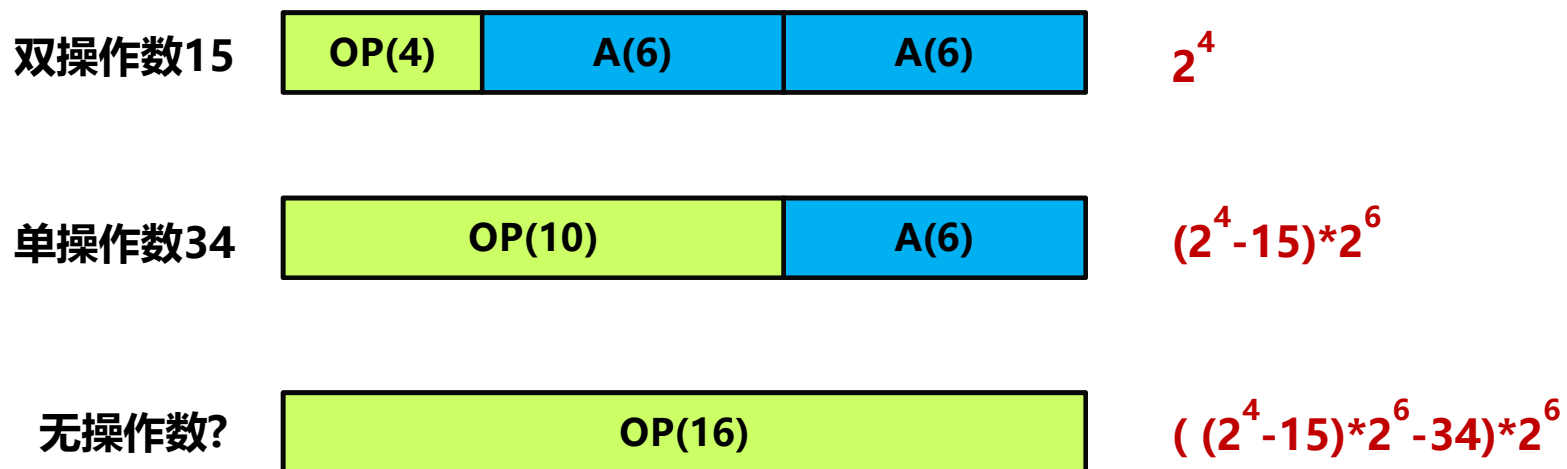 双操作数15 OP(4) A(6) A(6) 2^4
单操作数34 OP(10) A(6) (2^4-15)*2^6
无操作数? OP(16) ( (2^4-15)*2^6-34)*2^6